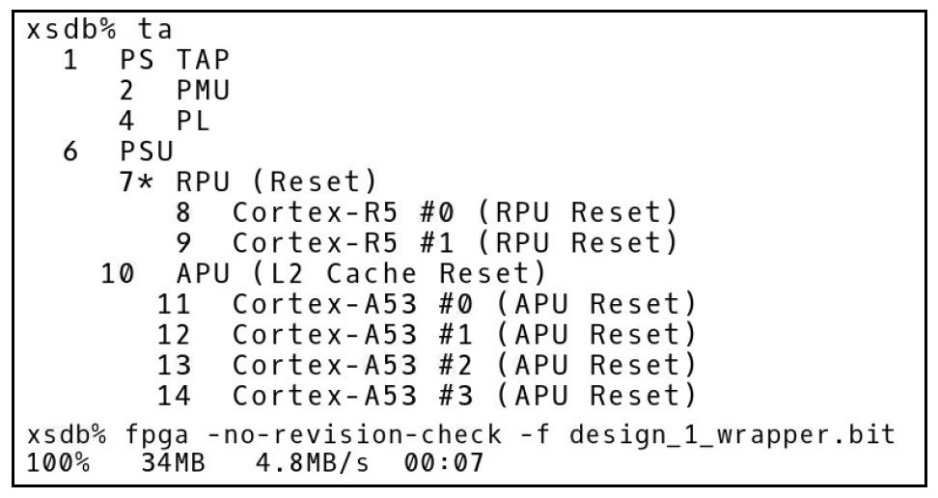 xsdb% ta
1 PS TAP
2 PMU
4 PL
6 PSU
7* RPU (Reset)
8 Cortex-R5 #0 (RPU Reset)
9 Cortex-R5 #1 (RPU Reset)
10 APU (L2 Cache Reset)
11 Cortex-A53 #0 (APU Reset)
12 Cortex-A53 #1 (APU Reset)
13 Cortex-A53 #2 (APU Reset)
14 Cortex-A53 #3 (APU Reset)
xsdb% fpga -no-revision-check -f design_1_wrapper.bit
100% 34MB 4.8MB/s 00:07